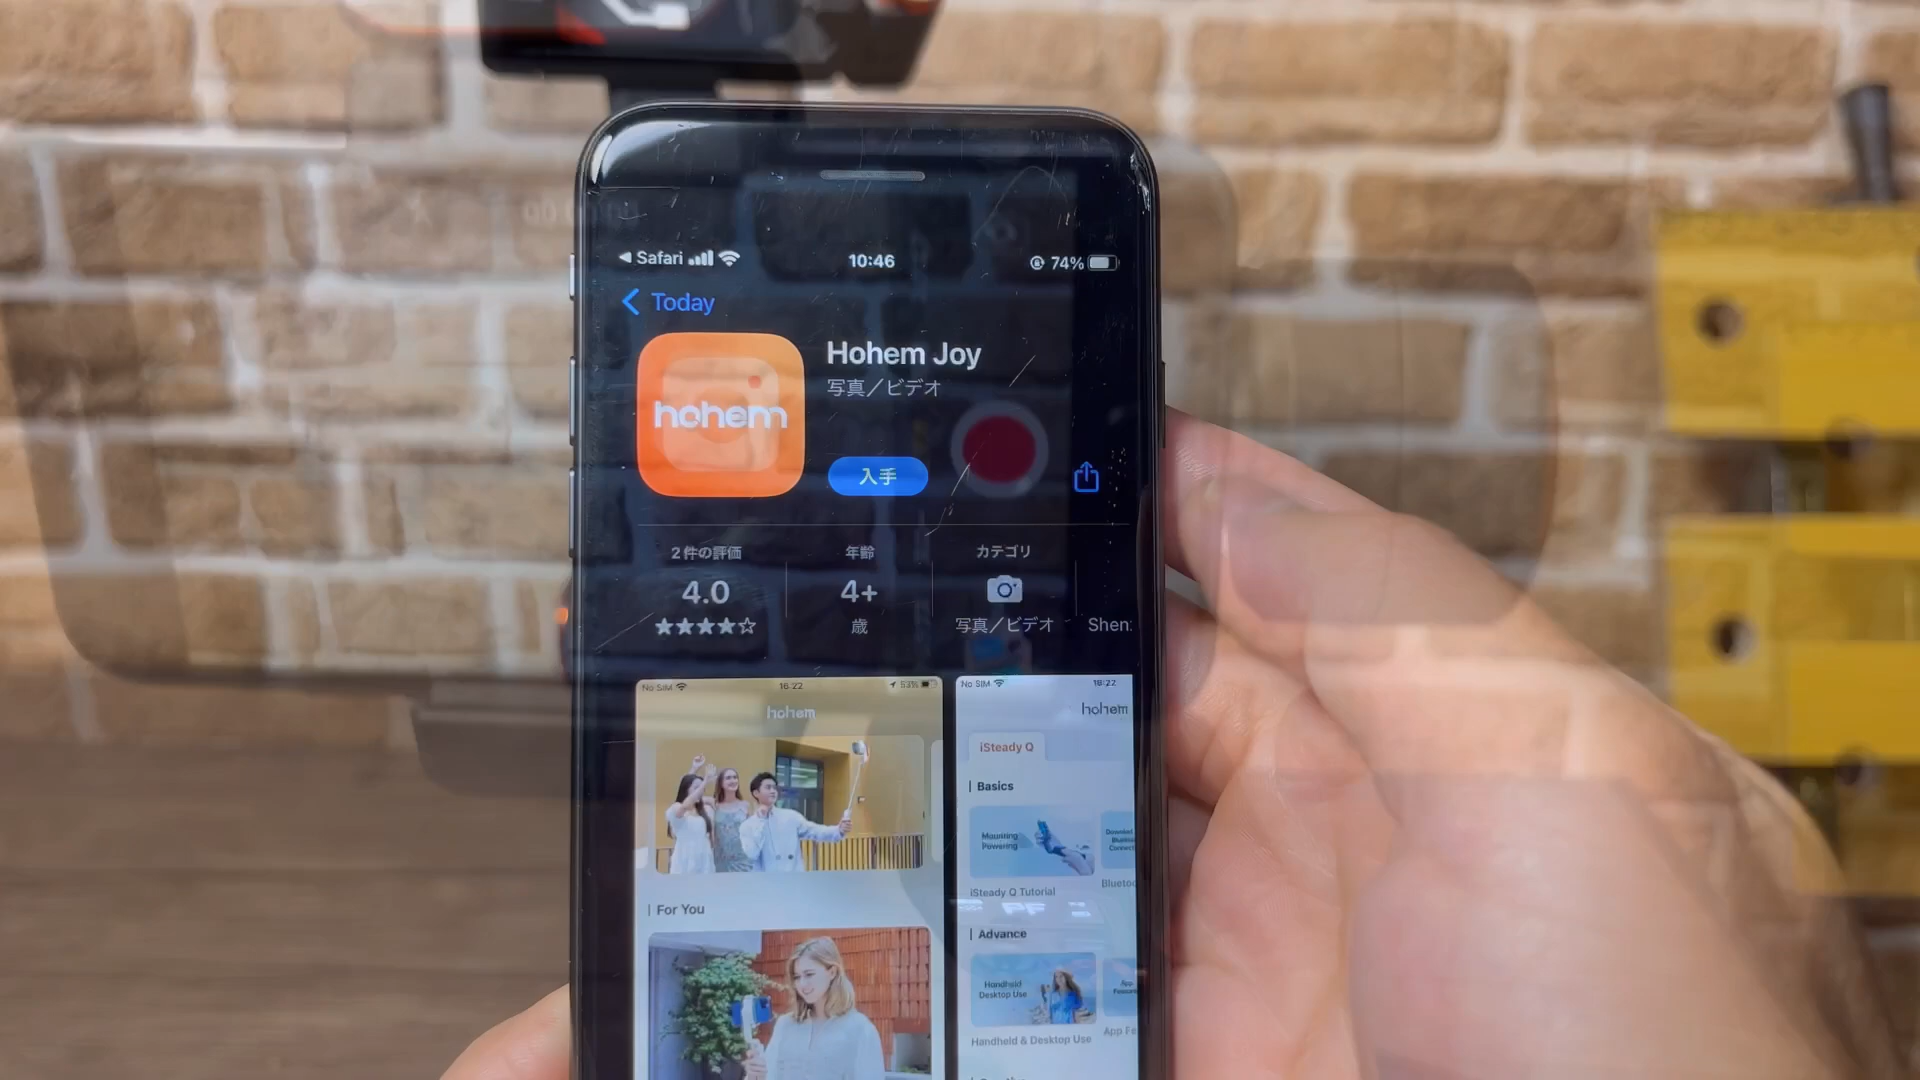 Safari
10:46
74%
Today
hohem
Hohem Joy
写真/ビデオ
入手
2件の評価
4.0
★★★★☆
年齢
4+
歳
カテゴリ
写真/ビデオ
No SIM
16:22
53%
hohem
For You
No SIM
16:22
hohem
iSteady Q
Basics
Mounting
Powering
iSteady Q Tutorial
Advance
Handheld
Desktop Use
Handheld & Desktop Use